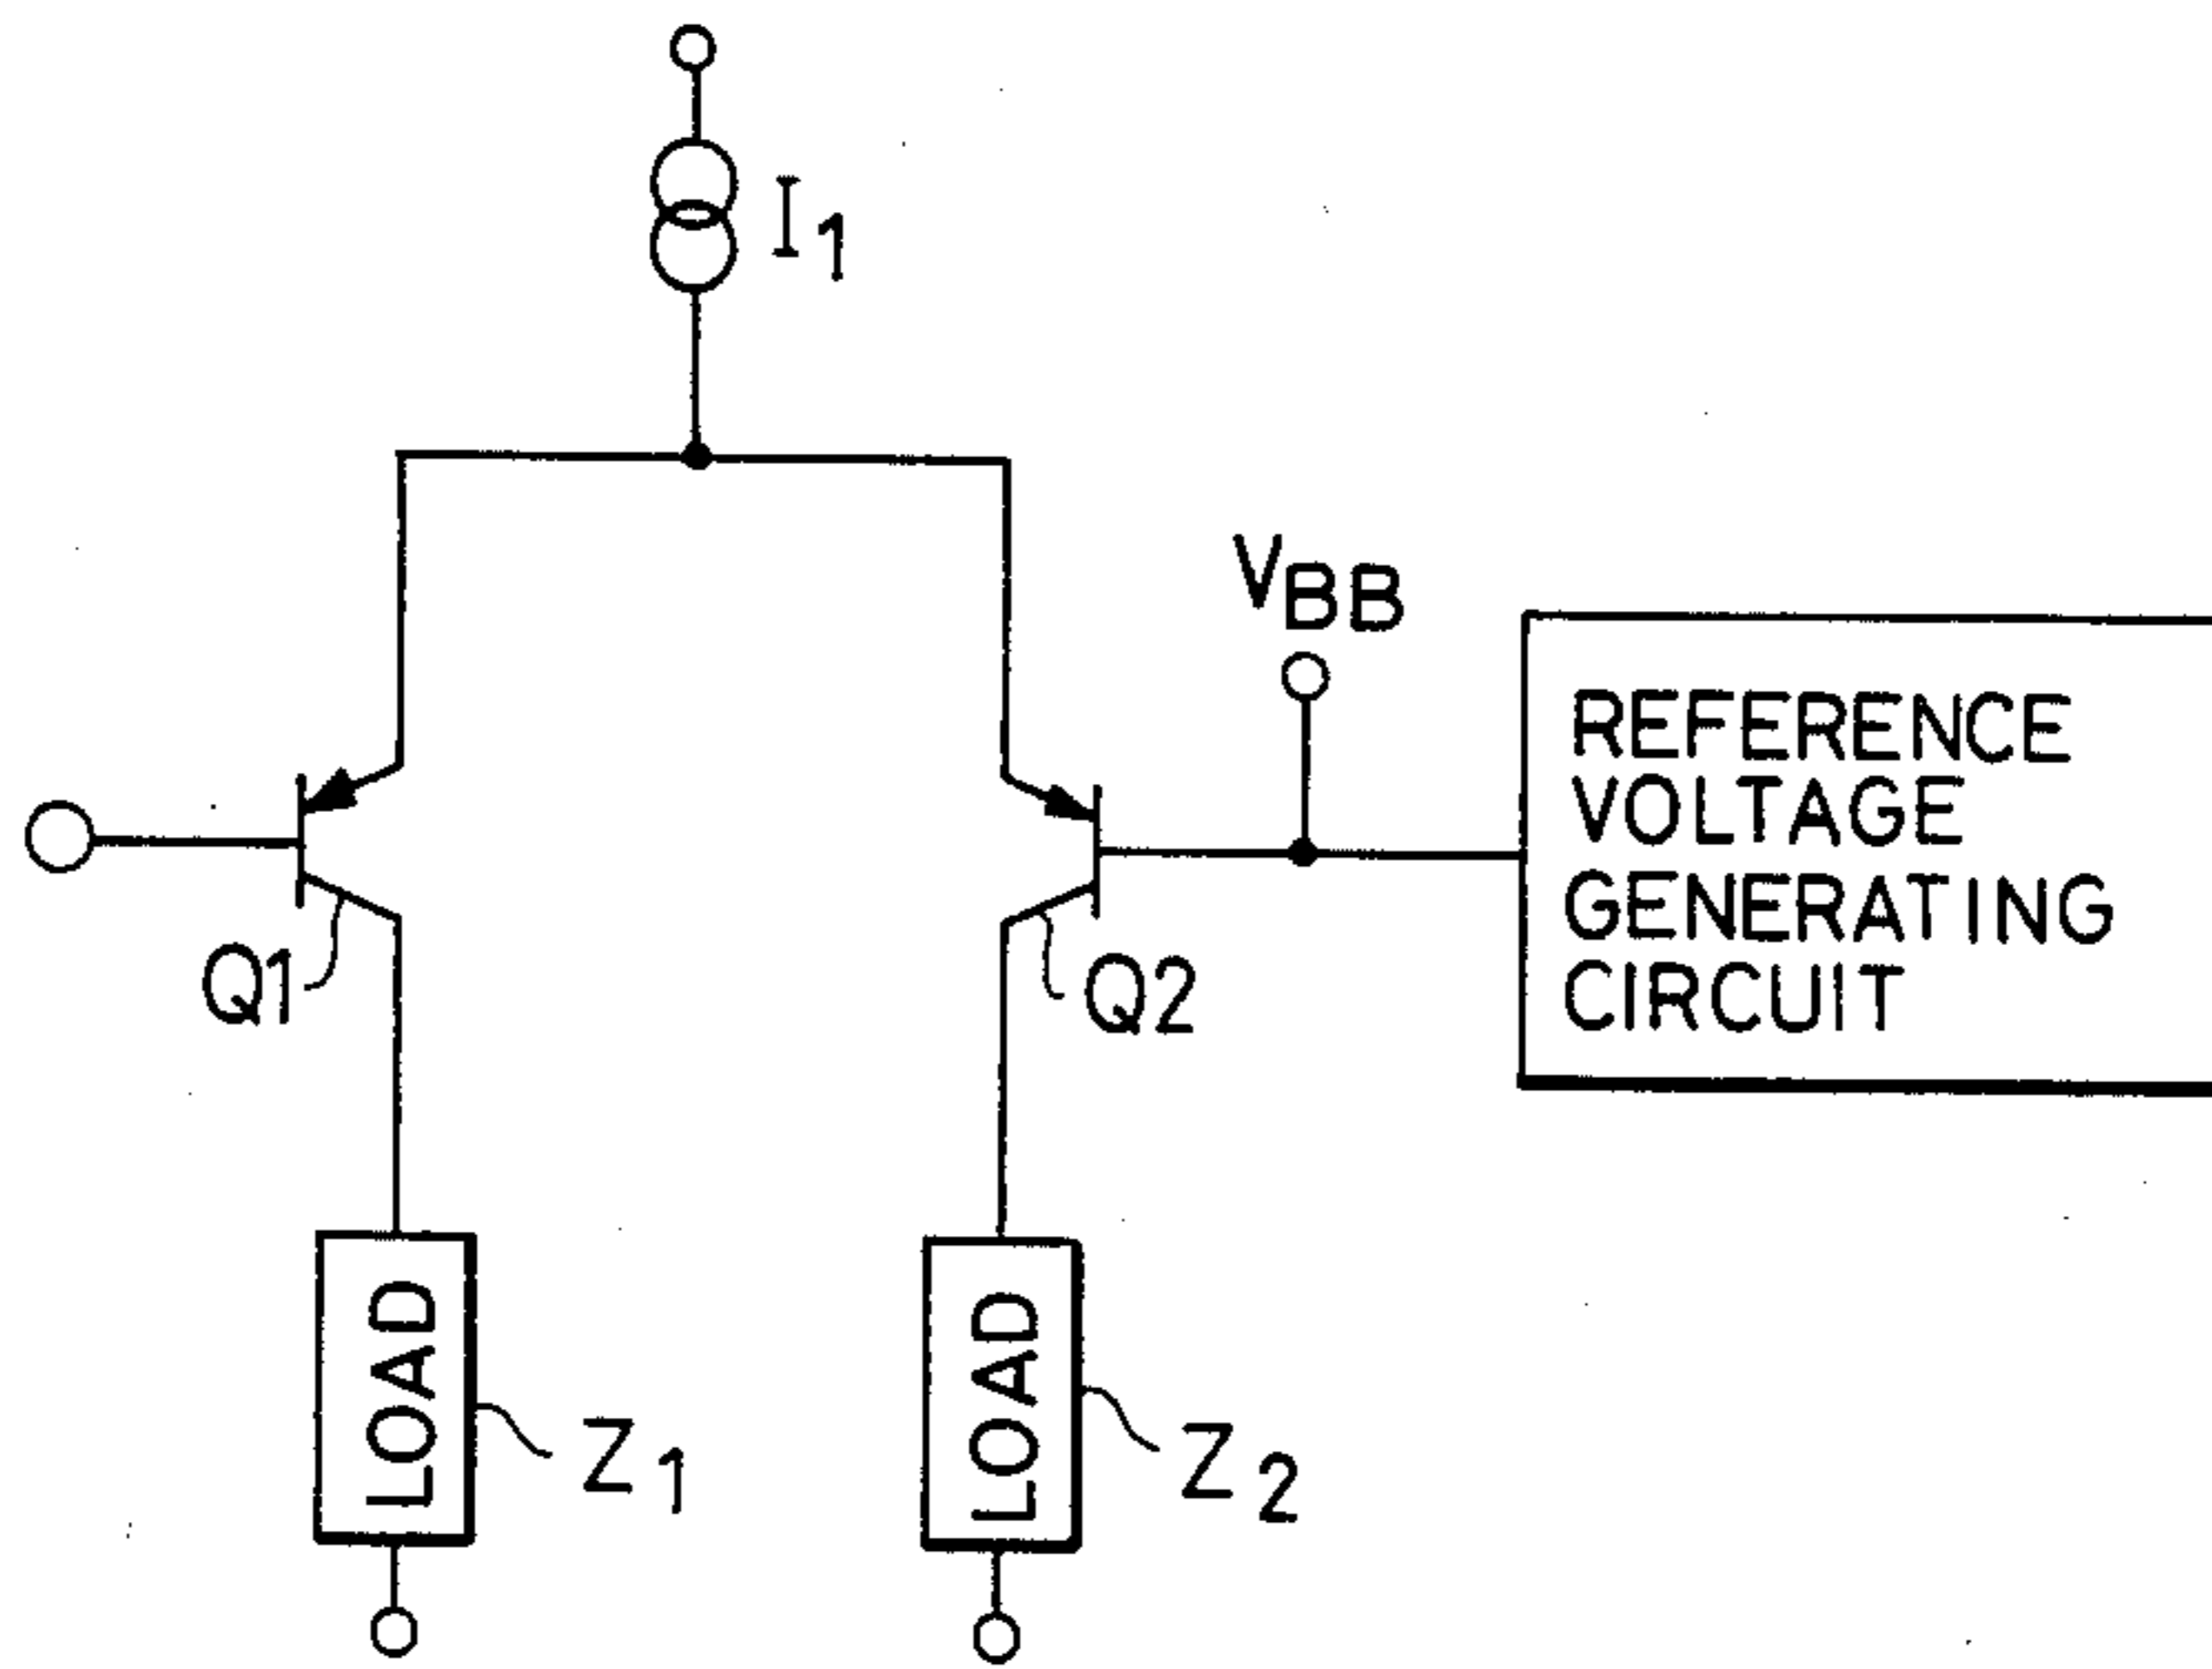 I1
VBB
REFERENCE
VOLTAGE
GENERATING
CIRCUIT
Q1
Q2
LOAD
Z1
LOAD
Z2